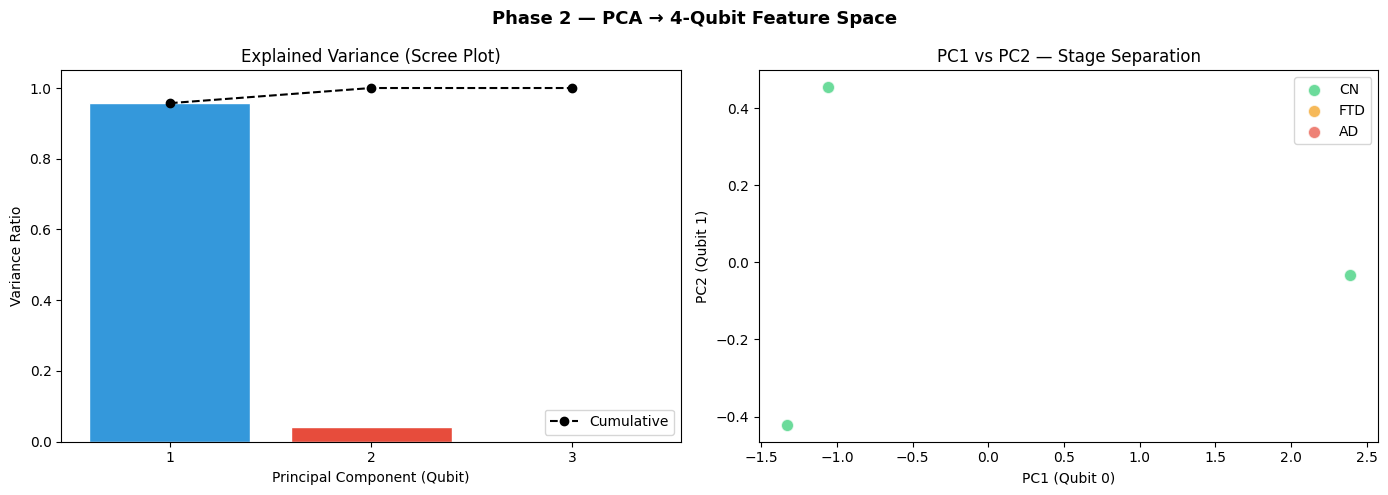 Phase 2 — PCA → 4-Qubit Feature Space
Explained Variance (Scree Plot)
Variance Ratio
1.0
0.8
0.6
0.4
0.2
0.0
1
2
3
Principal Component (Qubit)
Cumulative
PC1 vs PC2 — Stage Separation
PC2 (Qubit 1)
0.4
0.2
0.0
−0.2
−0.4
−1.5
−1.0
−0.5
0.0
0.5
1.0
1.5
2.0
2.5
PC1 (Qubit 0)
CN
FTD
AD